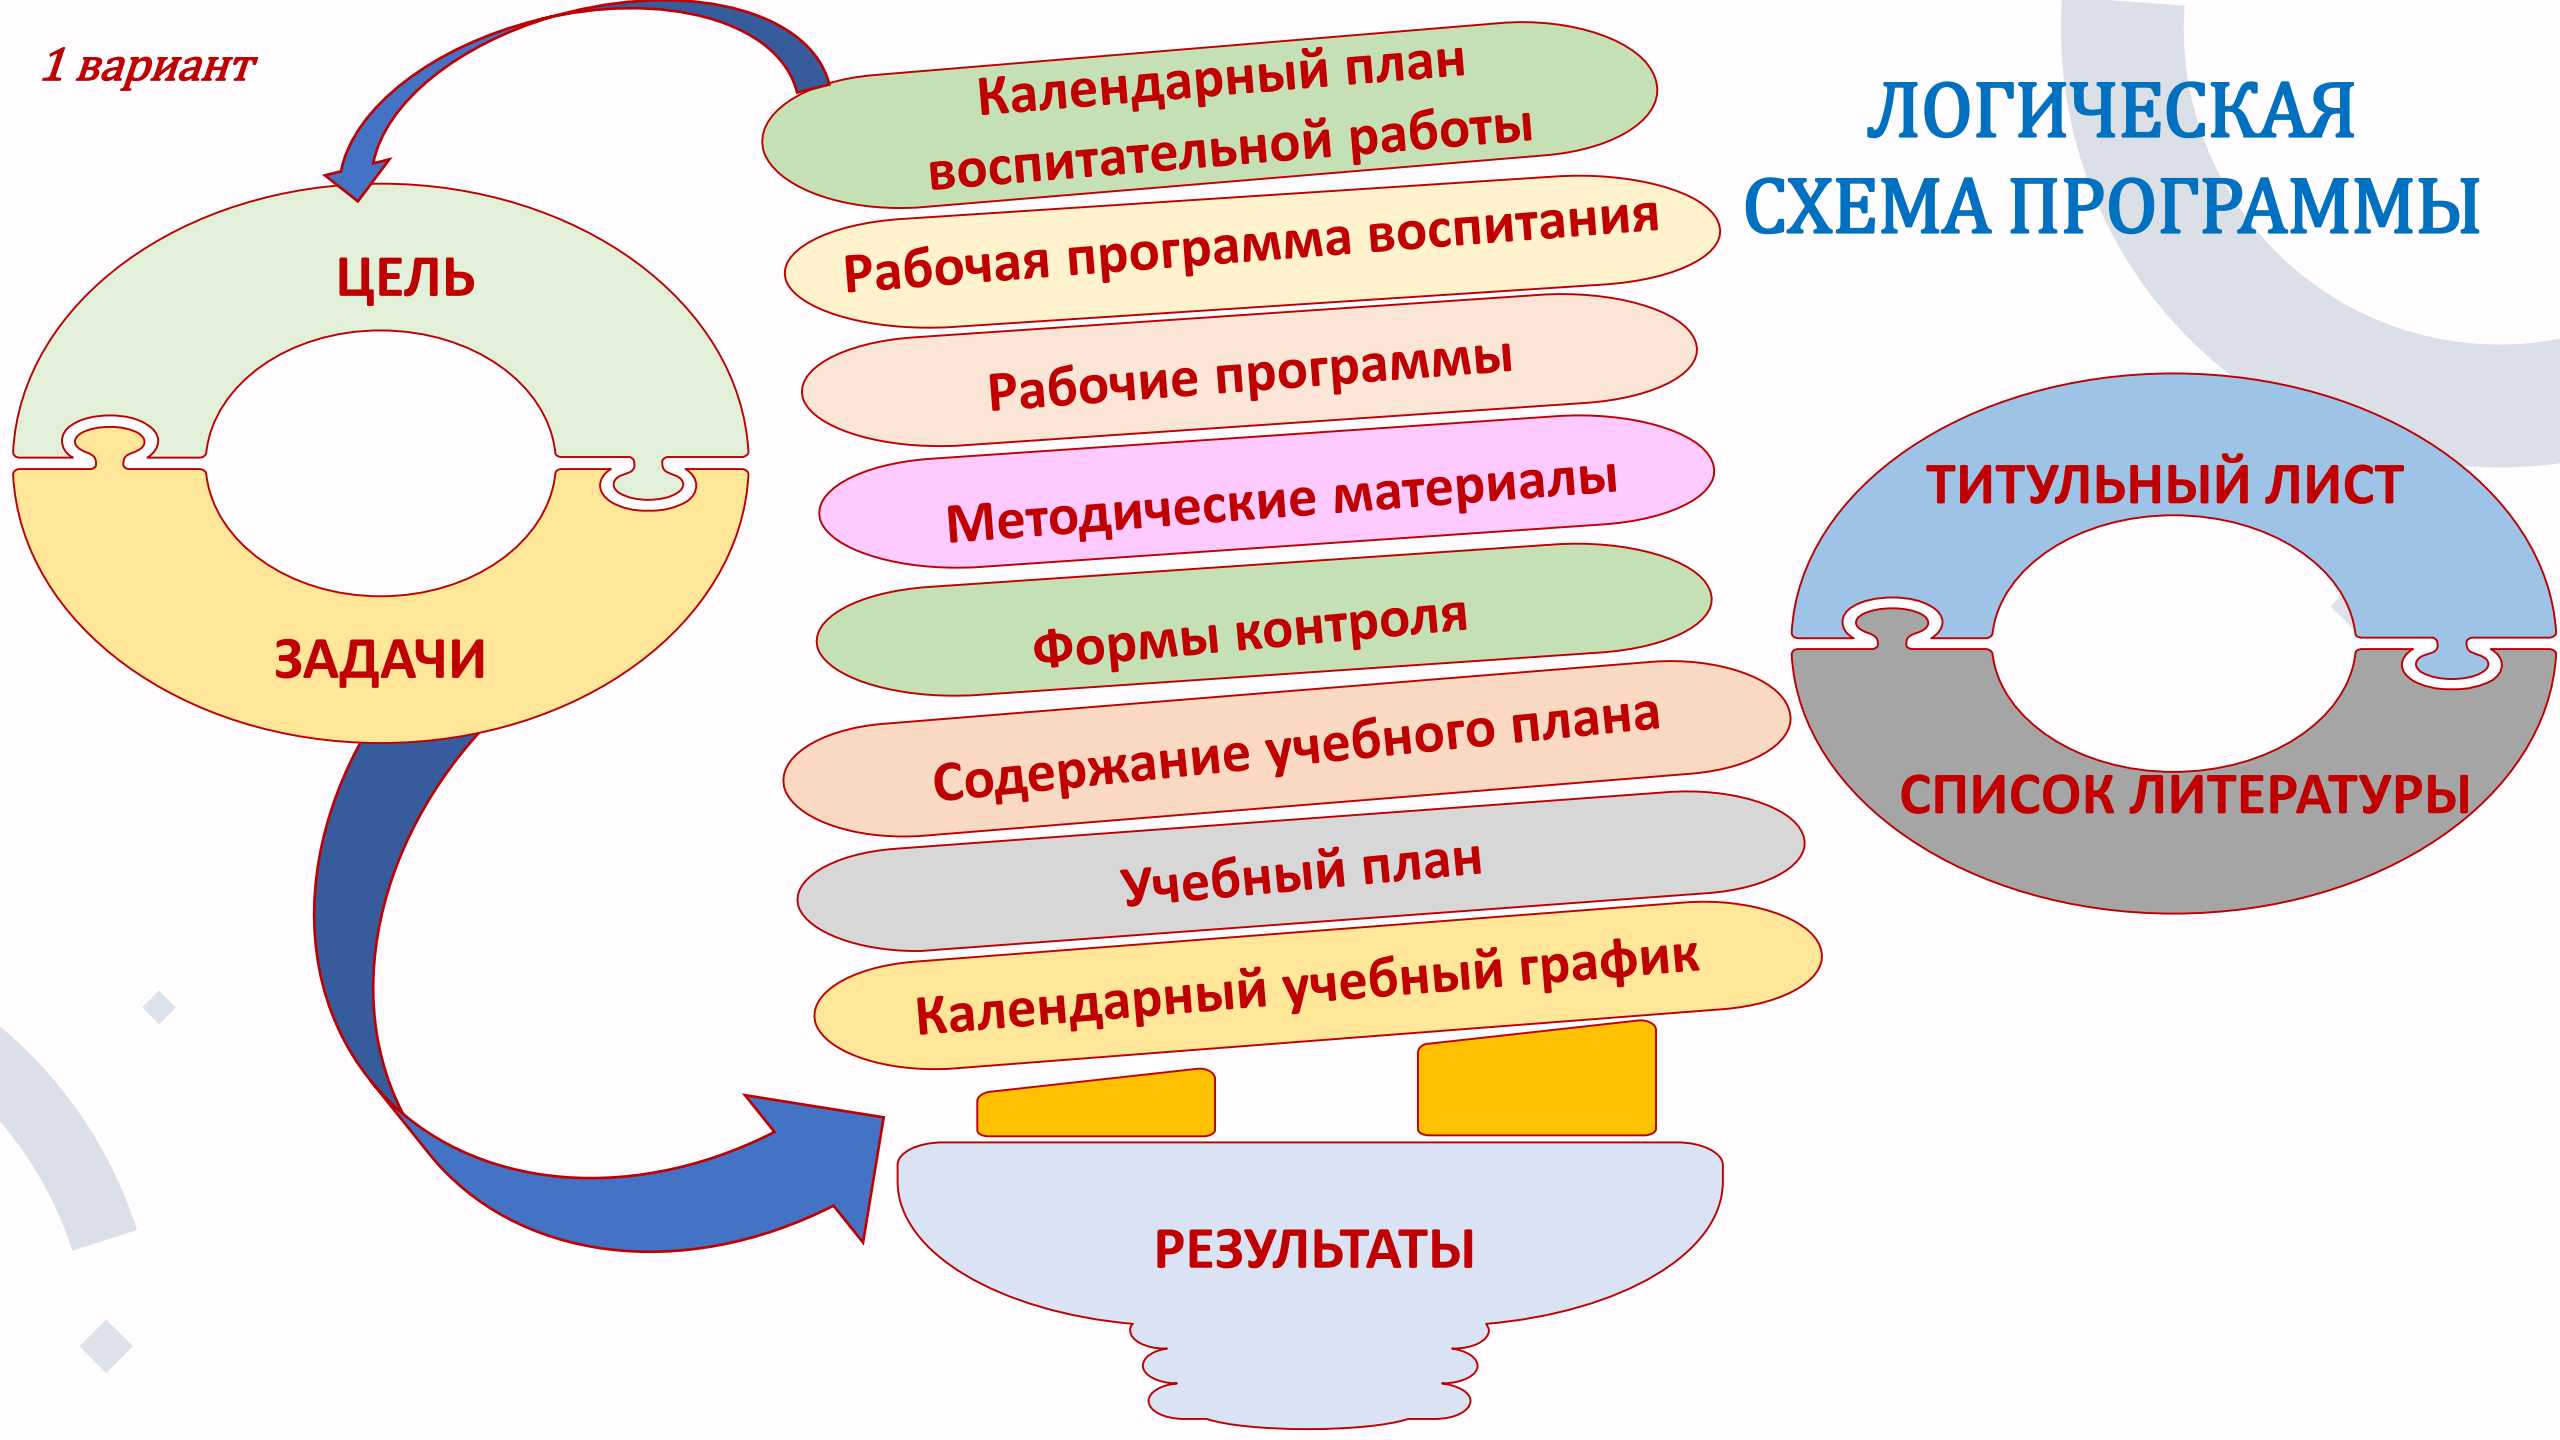 1 вариант
ЛОГИЧЕСКАЯ
СХЕМА ПРОГРАММЫ
ЦЕЛЬ
ЗАДАЧИ
Календарный план
воспитательной работы
Рабочая программа воспитания
Рабочие программы
Методические материалы
Формы контроля
Содержание учебного плана
Учебный план
Календарный учебный график
РЕЗУЛЬТАТЫ
ТИТУЛЬНЫЙ ЛИСТ
СПИСОК ЛИТЕРАТУРЫ